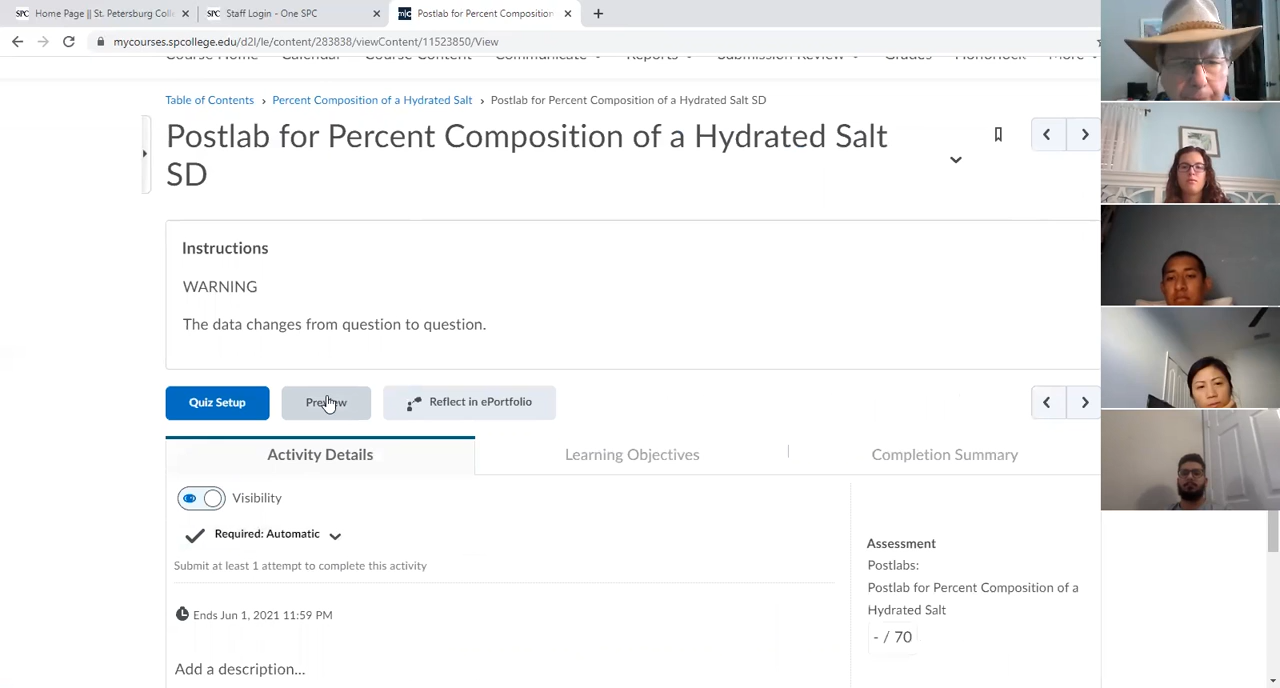 Home Page || St. Petersburg Coll
Staff Login - One SPC
Postlab for Percent Composition
mycourses.spcollege.edu/d2l/le/content/283838/viewContent/11523850/View
Course Home Calendar Course Content Communicate Reports Submission Review Grades Honorlock More
Table of Contents › Percent Composition of a Hydrated Salt › Postlab for Percent Composition of a Hydrated Salt SD
Postlab for Percent Composition of a Hydrated Salt
SD
Instructions
WARNING
The data changes from question to question.
Quiz Setup
Preview
Reflect in ePortfolio
Activity Details
Learning Objectives
Completion Summary
Visibility
Required: Automatic
Submit at least 1 attempt to complete this activity
Ends Jun 1, 2021 11:59 PM
Add a description...
Assessment
Postlabs:
Postlab for Percent Composition of a
Hydrated Salt
- / 70